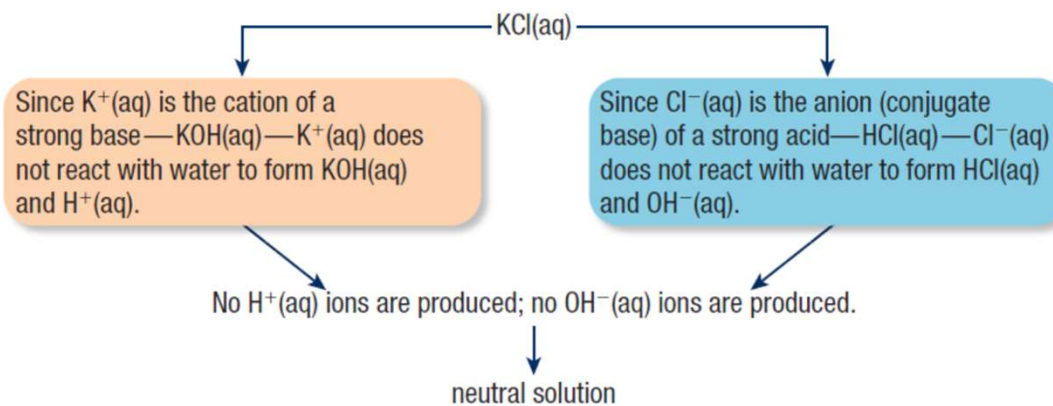 KCl(aq)
Since K⁺(aq) is the cation of a
strong base—KOH(aq)—K⁺(aq) does
not react with water to form KOH(aq)
and H⁺(aq).
Since Cl⁻(aq) is the anion (conjugate
base) of a strong acid—HCl(aq)—Cl⁻(aq)
does not react with water to form HCl(aq)
and OH⁻(aq).
No H⁺(aq) ions are produced; no OH⁻(aq) ions are produced.
neutral solution